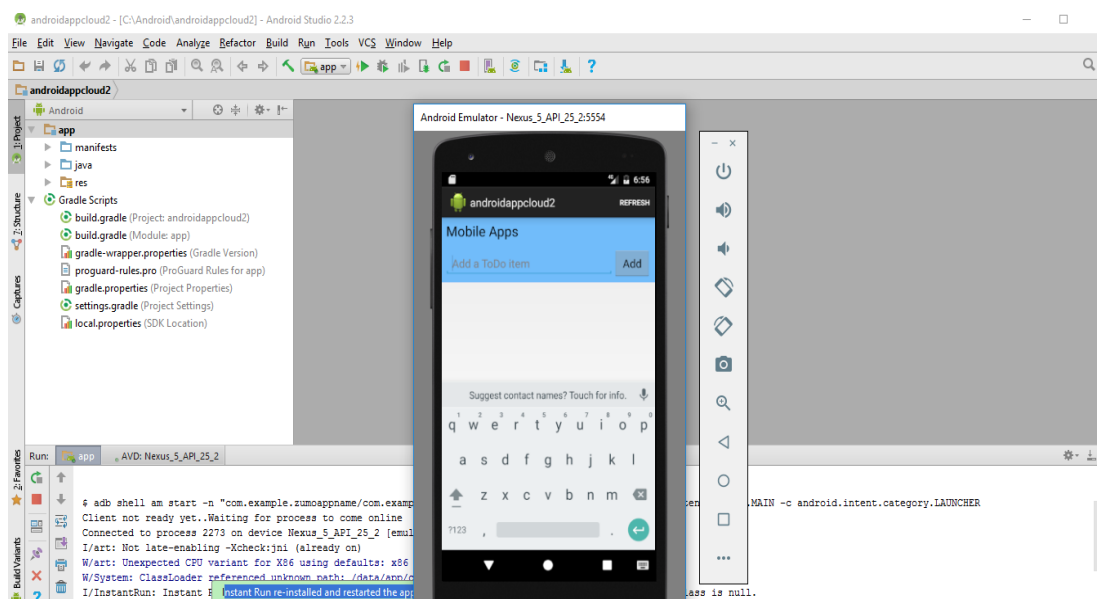 androidappcloud2 - [C:\Android\androidappcloud2] - Android Studio 2.2.3
File Edit View Navigate Code Analyze Refactor Build Run Tools VCS Window Help
app
androidappcloud2
Android
1: Project
app
manifests
java
res
Gradle Scripts
build.gradle (Project: androidappcloud2)
build.gradle (Module: app)
gradle-wrapper.properties (Gradle Version)
proguard-rules.pro (ProGuard Rules for app)
gradle.properties (Project Properties)
settings.gradle (Project Settings)
local.properties (SDK Location)
7: Structure
Captures
2: Favorites
Build Variants
Android Emulator - Nexus_5_API_25_2:5554
6:56
androidappcloud2 REFRESH
Mobile Apps
Add a ToDo Item Add
Suggest contact names? Touch for info.
1 2 3 4 5 6 7 8 9 0
q w e r t y u i o p
a s d f g h j k l
z x c v b n m
?123 , .
Run: app AVD: Nexus_5_API_25_2
$ adb shell am start -n "com.example.zumoappname/com.examp
.MAIN -c android.intent.category.LAUNCHER
Client not ready yet..Waiting for process to come online
Connected to process 2273 on device Nexus_5_API_25_2 [emul
I/art: Not late-enabling -Xcheck:jni (already on)
W/art: Unexpected CPU variant for X86 using defaults: x86
W/System: ClassLoader referenced unknown path: /data/app/c
I/InstantRun: Instant
Instant Run re-installed and restarted the app
ass is null.